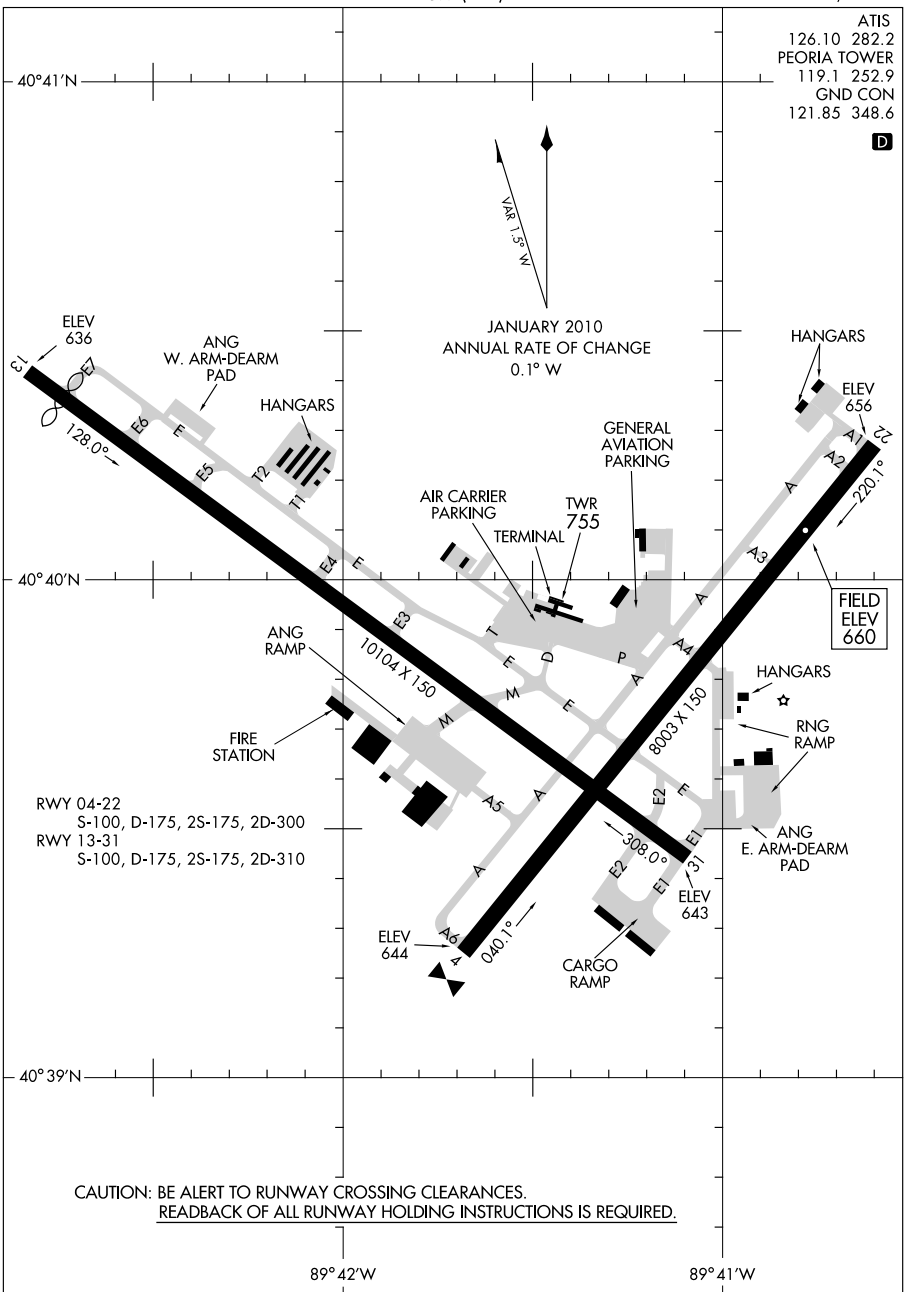 ATIS
126.10 282.2
PEORIA TOWER
119.1 252.9
GND CON
121.85 348.6
D
40°41'N
VAR 1.5° W
JANUARY 2010
ANNUAL RATE OF CHANGE
0.1° W
ELEV
636
13
E7
ANG
W. ARM-DEARM
PAD
HANGARS
E6
E
128.0°
E5
T2
T1
HANGARS
ELEV
656
22
A1
A2
A
220.1°
GENERAL
AVIATION
PARKING
AIR CARRIER
PARKING
TWR
755
TERMINAL
A3
40°40'N
E4
E
A
FIELD
ELEV
660
E3
T
E
D
P
A4
A
ANG
RAMP
10104 X 150
M
M
E
8003 X 150
HANGARS
RNG
RAMP
FIRE
STATION
RWY 04-22
S-100, D-175, 2S-175, 2D-300
RWY 13-31
S-100, D-175, 2S-175, 2D-310
A5
A
E2
E
308.0°
E1
31
ANG
E. ARM-DEARM
PAD
A
E2
E1
ELEV
643
ELEV
644
A6
4
040.1°
CARGO
RAMP
40°39'N
CAUTION: BE ALERT TO RUNWAY CROSSING CLEARANCES.
READBACK OF ALL RUNWAY HOLDING INSTRUCTIONS IS REQUIRED.
89°42'W
89°41'W